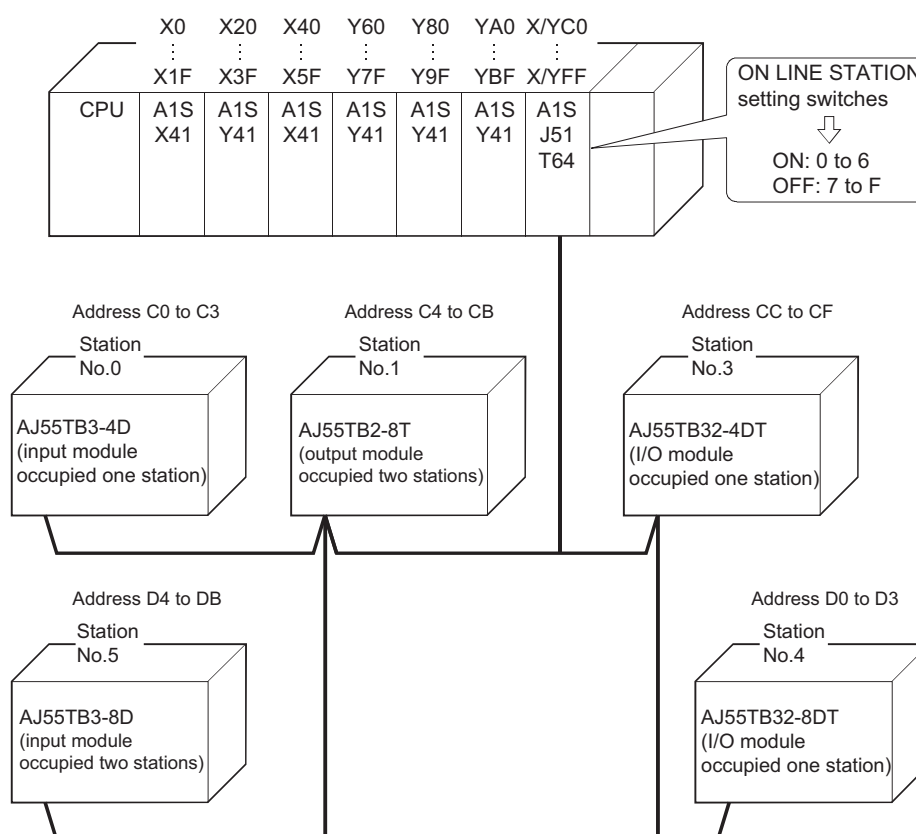 X0 X20 X40 Y60 Y80 YA0 X/YC0
X1F X3F X5F Y7F Y9F YBF X/YFF
CPU A1S A1S A1S A1S A1S A1S A1S
X41 Y41 X41 Y41 Y41 Y41 J51
T64
ON LINE STATION
setting switches
ON: 0 to 6
OFF: 7 to F
Address C0 to C3
Station
No.0
AJ55TB3-4D
(input module
occupied one station)
Address C4 to CB
Station
No.1
AJ55TB2-8T
(output module
occupied two stations)
Address CC to CF
Station
No.3
AJ55TB32-4DT
(I/O module
occupied one station)
Address D4 to DB
Station
No.5
AJ55TB3-8D
(input module
occupied two stations)
Address D0 to D3
Station
No.4
AJ55TB32-8DT
(I/O module
occupied one station)